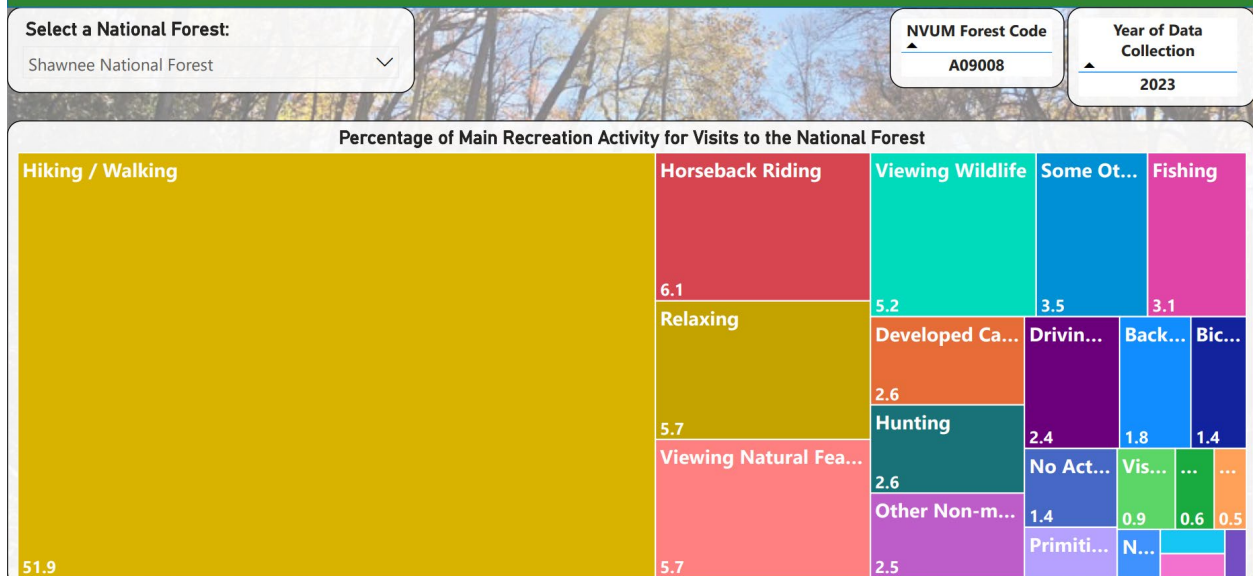 Select a National Forest:
Shawnee National Forest
NVUM Forest Code
A09008
Year of Data
Collection
2023
Percentage of Main Recreation Activity for Visits to the National Forest
Hiking / Walking
51.9
Horseback Riding
6.1
Relaxing
5.7
Viewing Natural Fea...
5.7
Viewing Wildlife
5.2
Some Ot...
3.5
Fishing
3.1
Developed Ca...
2.6
Hunting
2.6
Other Non-m...
2.5
Drivin...
2.4
Back...
1.8
Bic...
1.4
No Act...
1.4
Vis...
0.9
...
0.6
...
0.5
Primiti...
N...